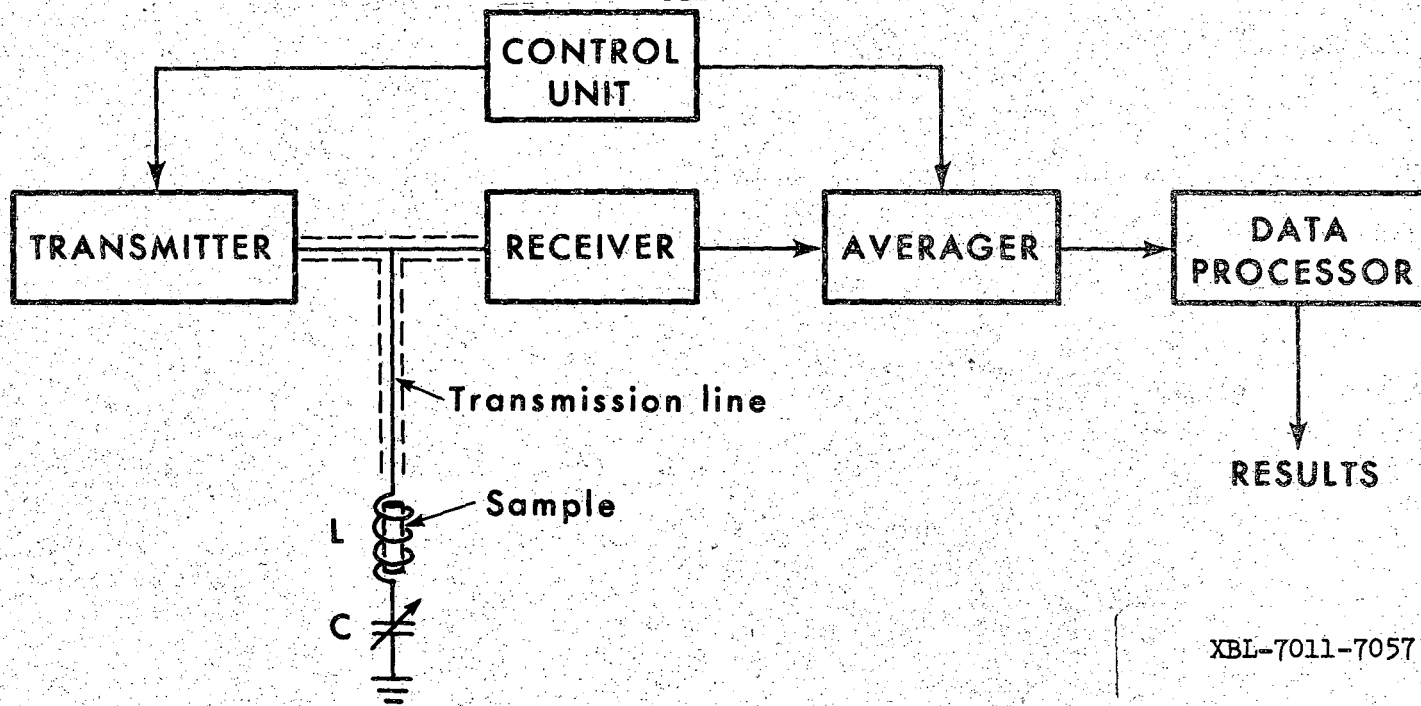 CONTROL
UNIT
TRANSMITTER
RECEIVER
AVERAGER
DATA
PROCESSOR
Transmission line
RESULTS
Sample
L
C
XBL-7011-7057